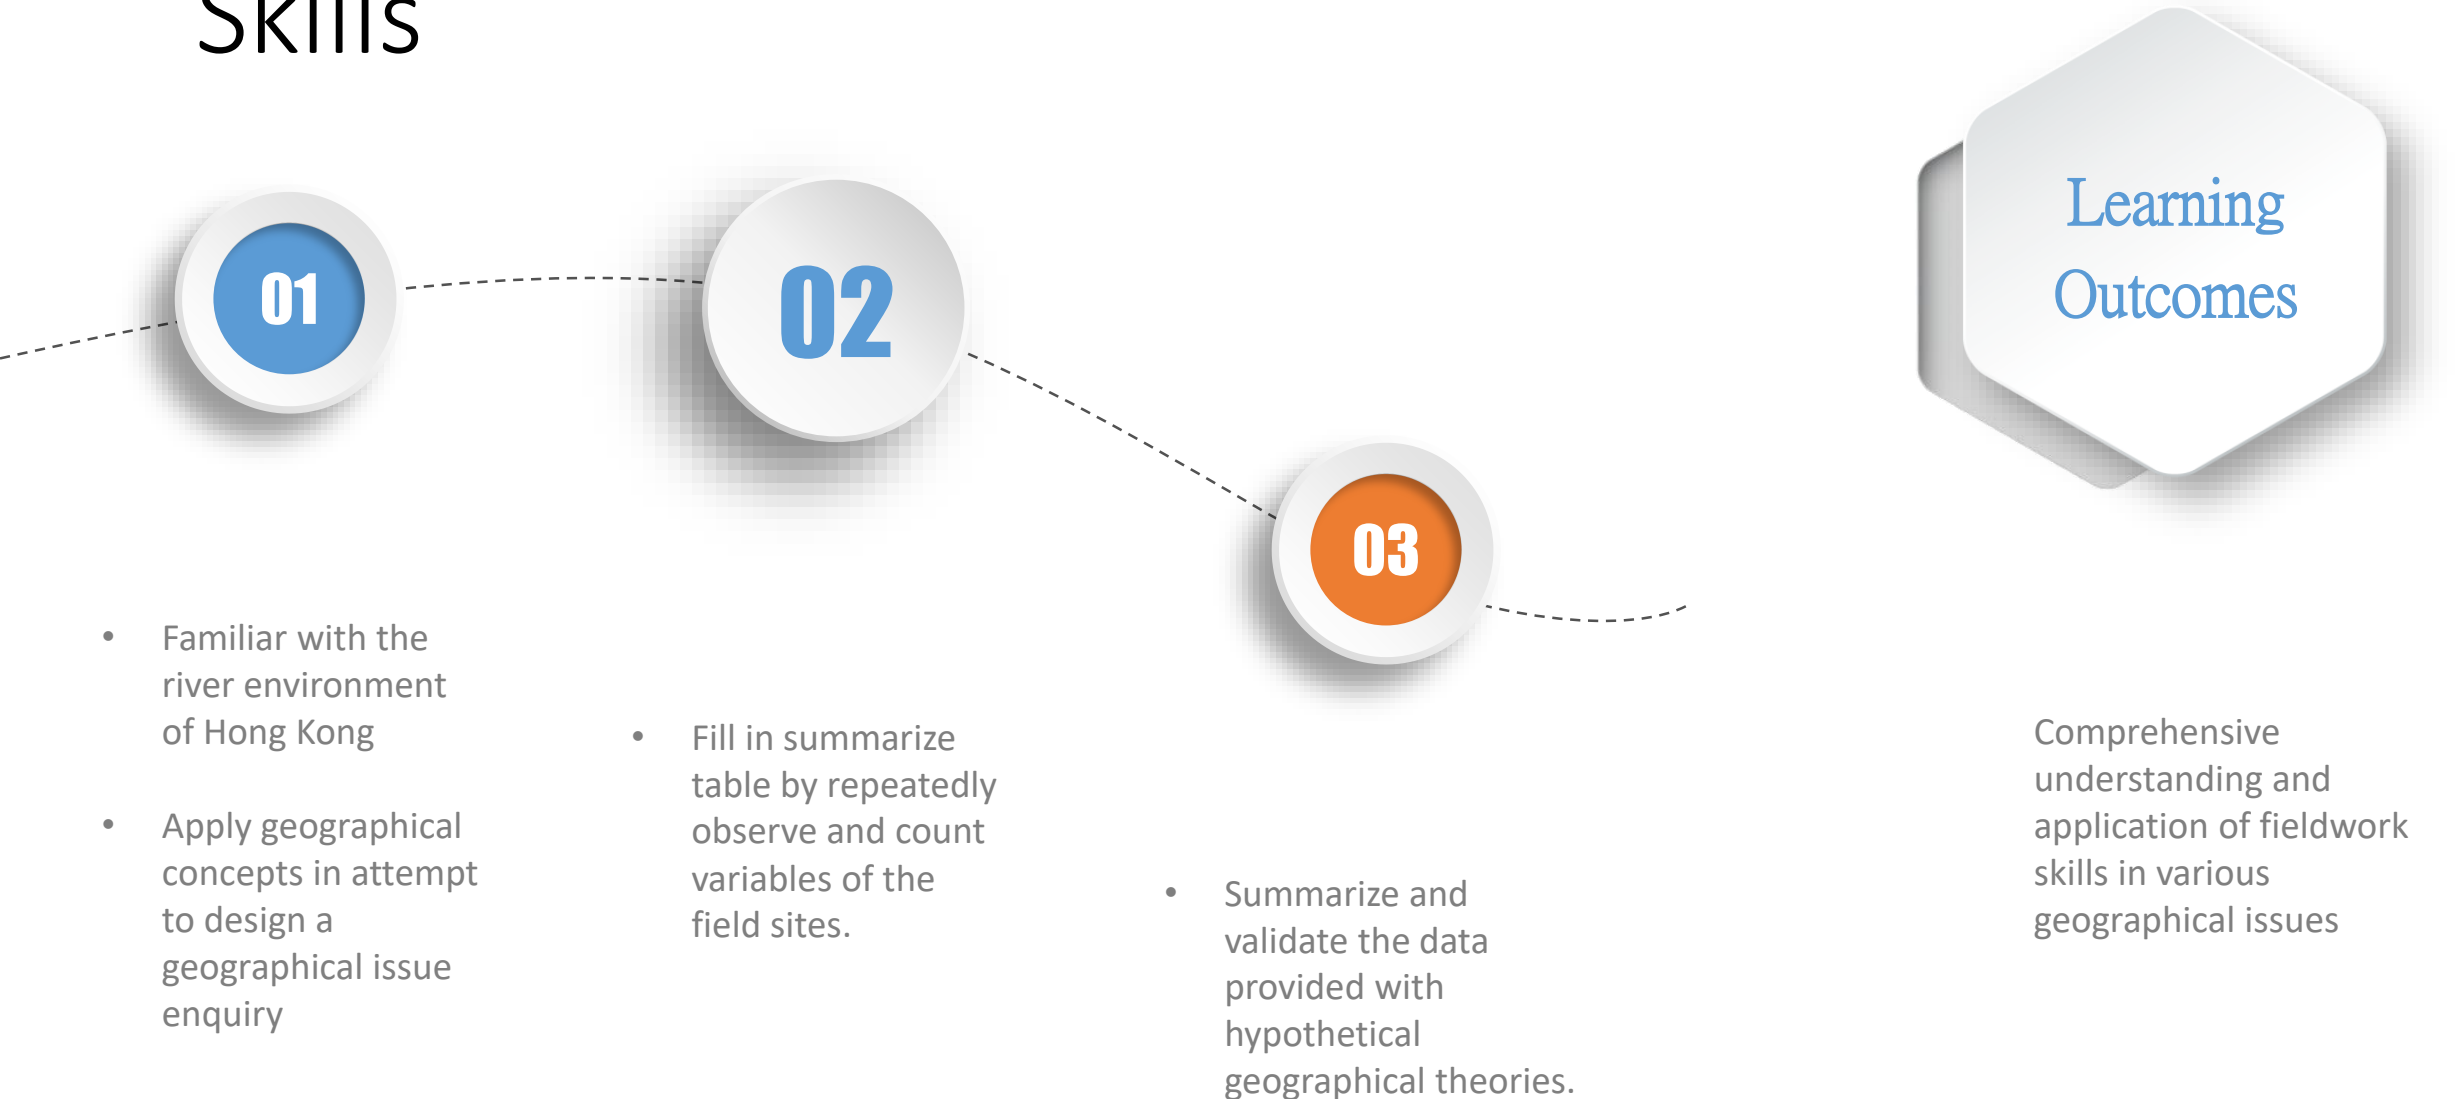 Skills
01
• Familiar with the
river environment
of Hong Kong
• Apply geographical
concepts in attempt
to design a
geographical issue
enquiry
02
• Fill in summarize
table by repeatedly
observe and count
variables of the
field sites.
03
• Summarize and
validate the data
provided with
hypothetical
geographical theories.
Learning
Outcomes
Comprehensive
understanding and
application of fieldwork
skills in various
geographical issues